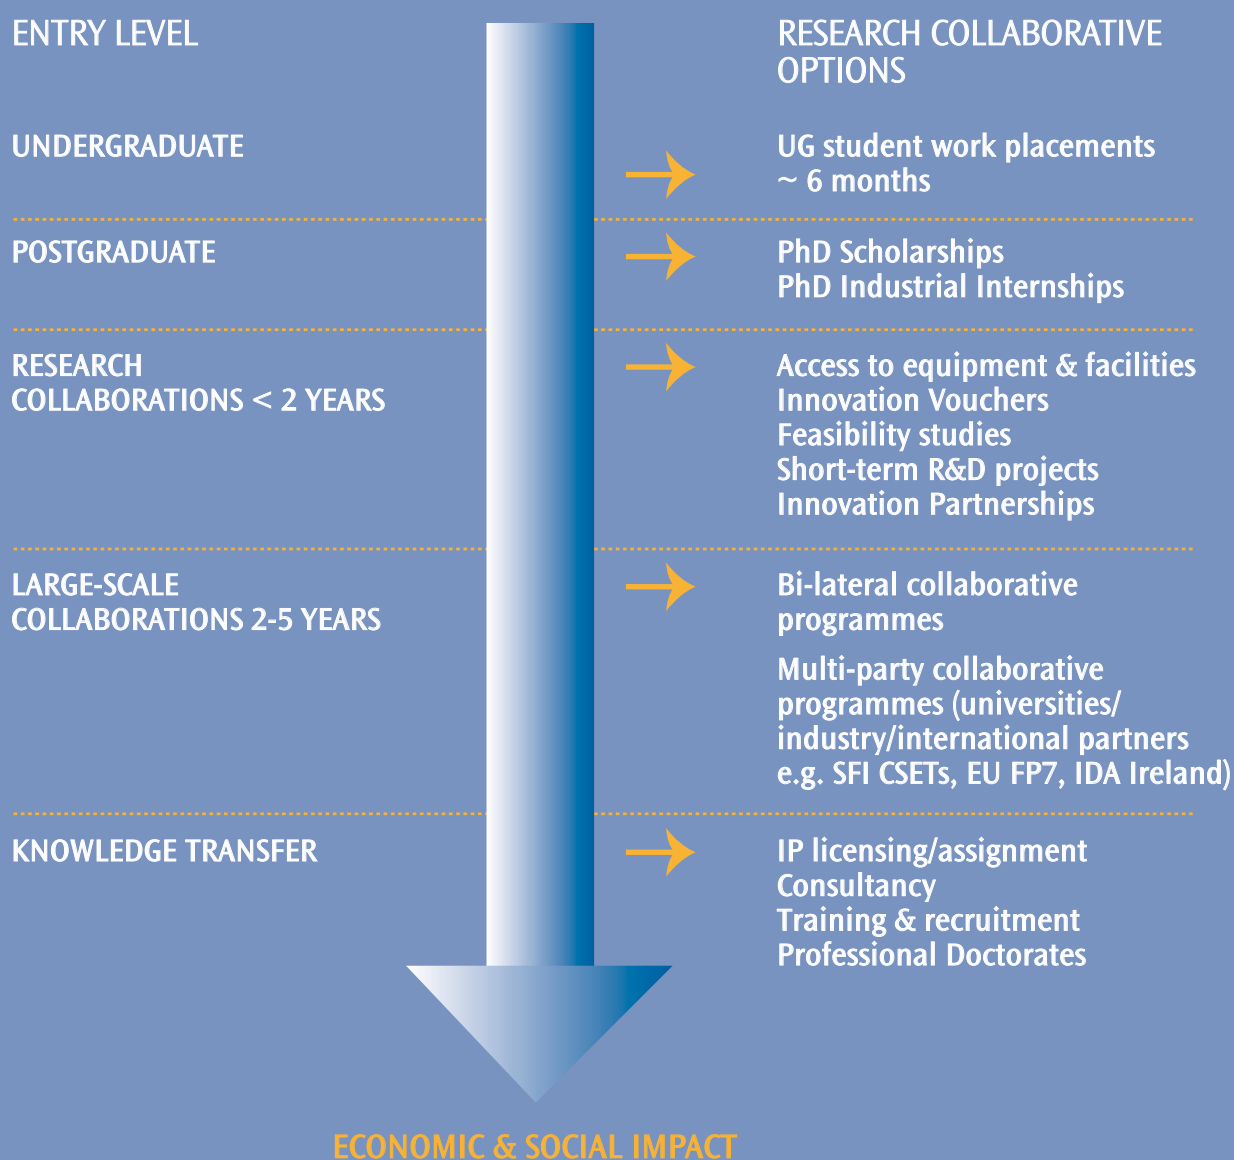 ENTRY LEVEL
RESEARCH COLLABORATIVE
OPTIONS
UNDERGRADUATE
UG student work placements
~ 6 months
POSTGRADUATE
PhD Scholarships
PhD Industrial Internships
RESEARCH
COLLABORATIONS < 2 YEARS
Access to equipment & facilities
Innovation Vouchers
Feasibility studies
Short-term R&D projects
Innovation Partnerships
LARGE-SCALE
COLLABORATIONS 2-5 YEARS
Bi-lateral collaborative
programmes
Multi-party collaborative
programmes (universities/
industry/international partners
e.g. SFI CSETs, EU FP7, IDA Ireland)
KNOWLEDGE TRANSFER
IP licensing/assignment
Consultancy
Training & recruitment
Professional Doctorates
ECONOMIC & SOCIAL IMPACT